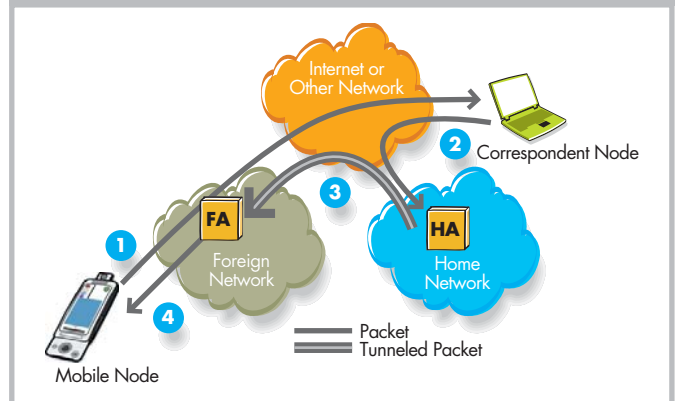 Internet or
Other Network
2
Correspondent Node
3
FA
HA
1
Foreign
Network
Home
Network
4
Packet
Tunneled Packet
Mobile Node